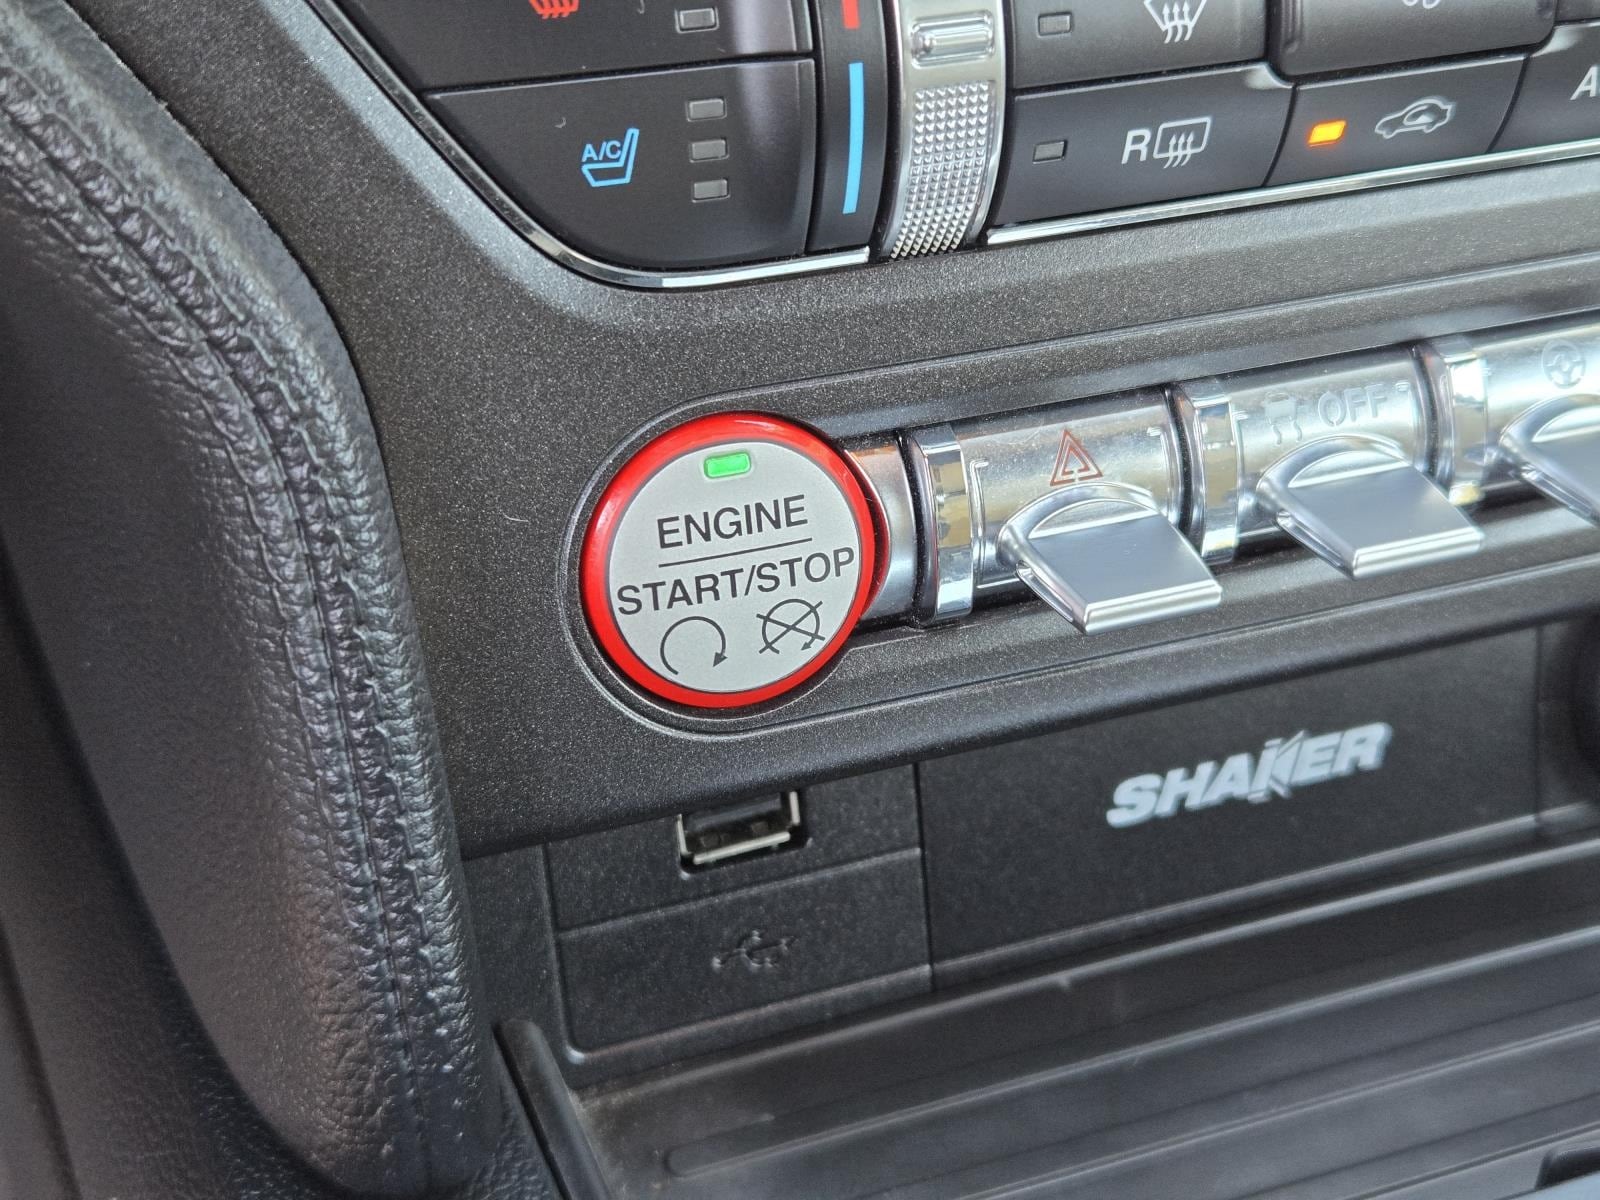 A/C
R
OFF
ENGINE
START/STOP
SHAKER